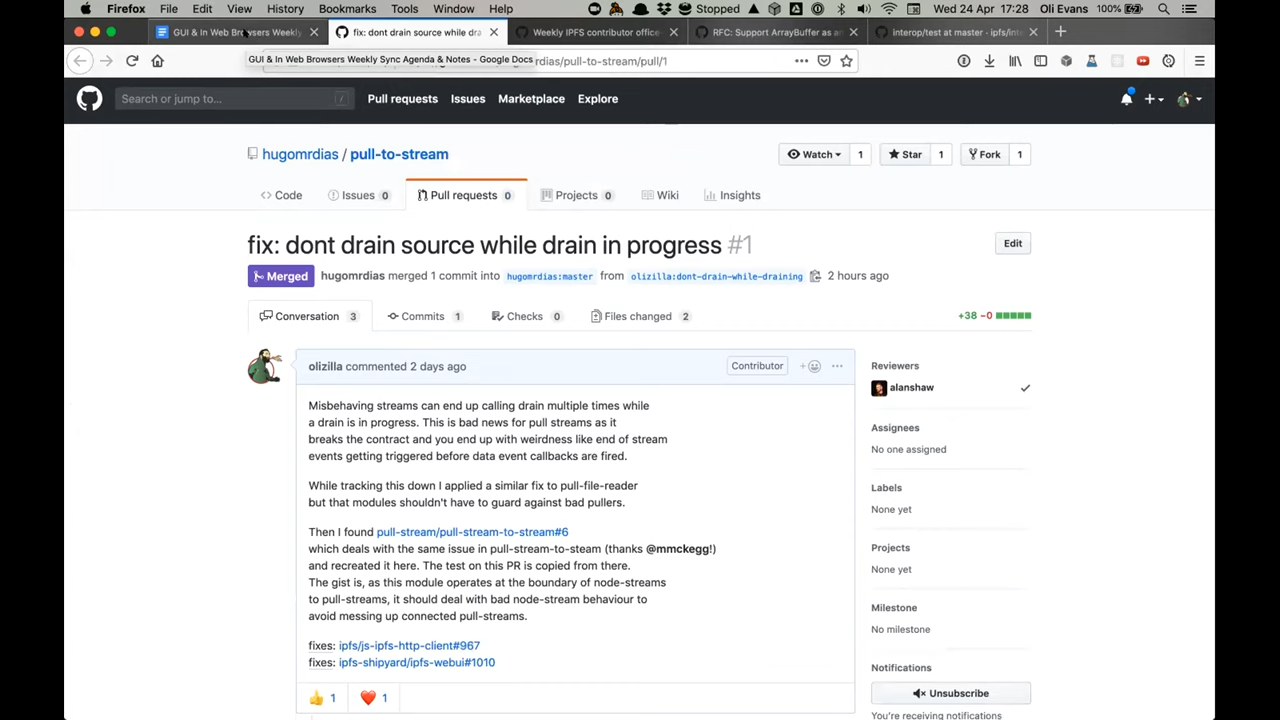 Firefox File Edit View History Bookmarks Tools Window Help Stopped Wed 24 Apr 17:28 Oli Evans 100%
GUI & In Web Browsers Weekly
fix: dont drain source while dra
Weekly IPFS contributor office
RFC: Support ArrayBuffer as a
interop/test at master · ipfs/int
GUI & In Web Browsers Weekly Sync Agenda & Notes - Google Docs
rdias/pull-to-stream/pull/1
Search or jump to... / Pull requests Issues Marketplace Explore
hugomrdias / pull-to-stream
Watch 1 Star 1 Fork 1
Code Issues 0 Pull requests 0 Projects 0 Wiki Insights
fix: dont drain source while drain in progress #1
Edit
Merged hugomrdias merged 1 commit into hugomrdias:master from olizilla:dont-drain-while-draining 2 hours ago
Conversation 3 Commits 1 Checks 0 Files changed 2 +38 −0
olizilla commented 2 days ago Contributor
Misbehaving streams can end up calling drain multiple times while
a drain is in progress. This is bad news for pull streams as it
breaks the contract and you end up with weirdness like end of stream
events getting triggered before data event callbacks are fired.
While tracking this down I applied a similar fix to pull-file-reader
but that modules shouldn't have to guard against bad pullers.
Then I found pull-stream/pull-stream-to-stream#6
which deals with the same issue in pull-stream-to-steam (thanks @mmckegg!)
and recreated it here. The test on this PR is copied from there.
The gist is, as this module operates at the boundary of node-streams
to pull-streams, it should deal with bad node-stream behaviour to
avoid messing up connected pull-streams.
fixes: ipfs/js-ipfs-http-client#967
fixes: ipfs-shipyard/ipfs-webui#1010
👍 1 ❤️ 1
Reviewers
alanshaw
Assignees
No one assigned
Labels
None yet
Projects
None yet
Milestone
No milestone
Notifications
Unsubscribe
You're receiving notifications